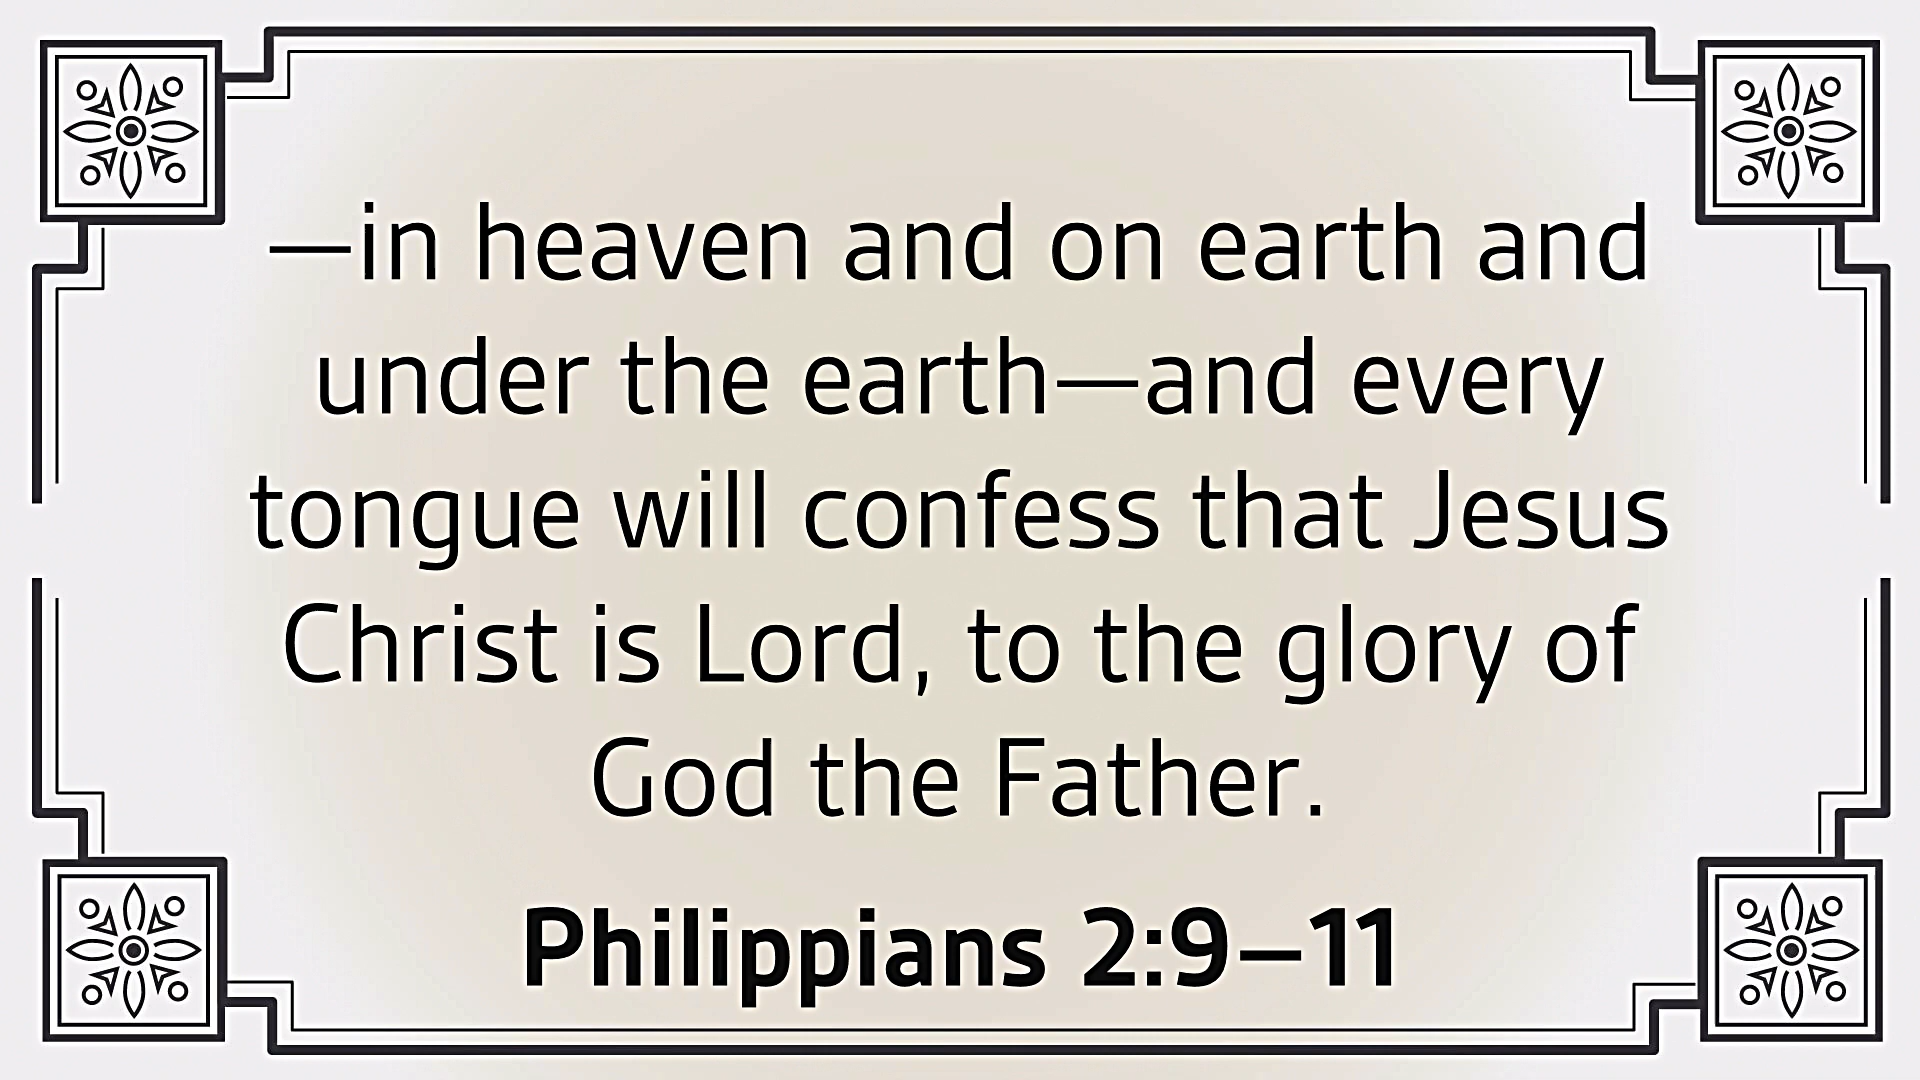 —in heaven and on earth and
under the earth—and every
tongue will confess that Jesus
Christ is Lord, to the glory of
God the Father.
Philippians 2:9–11